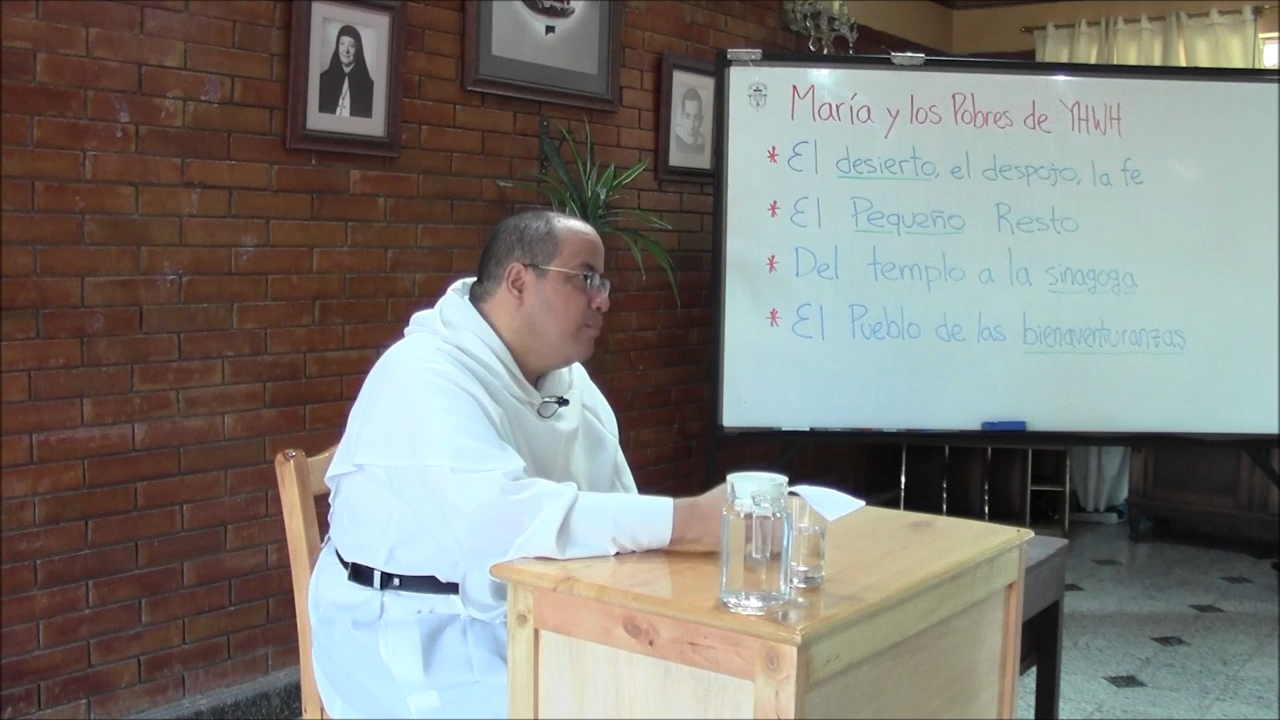 María y los Pobres de YHWH
* El desierto, el despojo, la fe
* El Pequeño Resto
* Del templo a la sinagoga
* El Pueblo de las bienaventuranzas